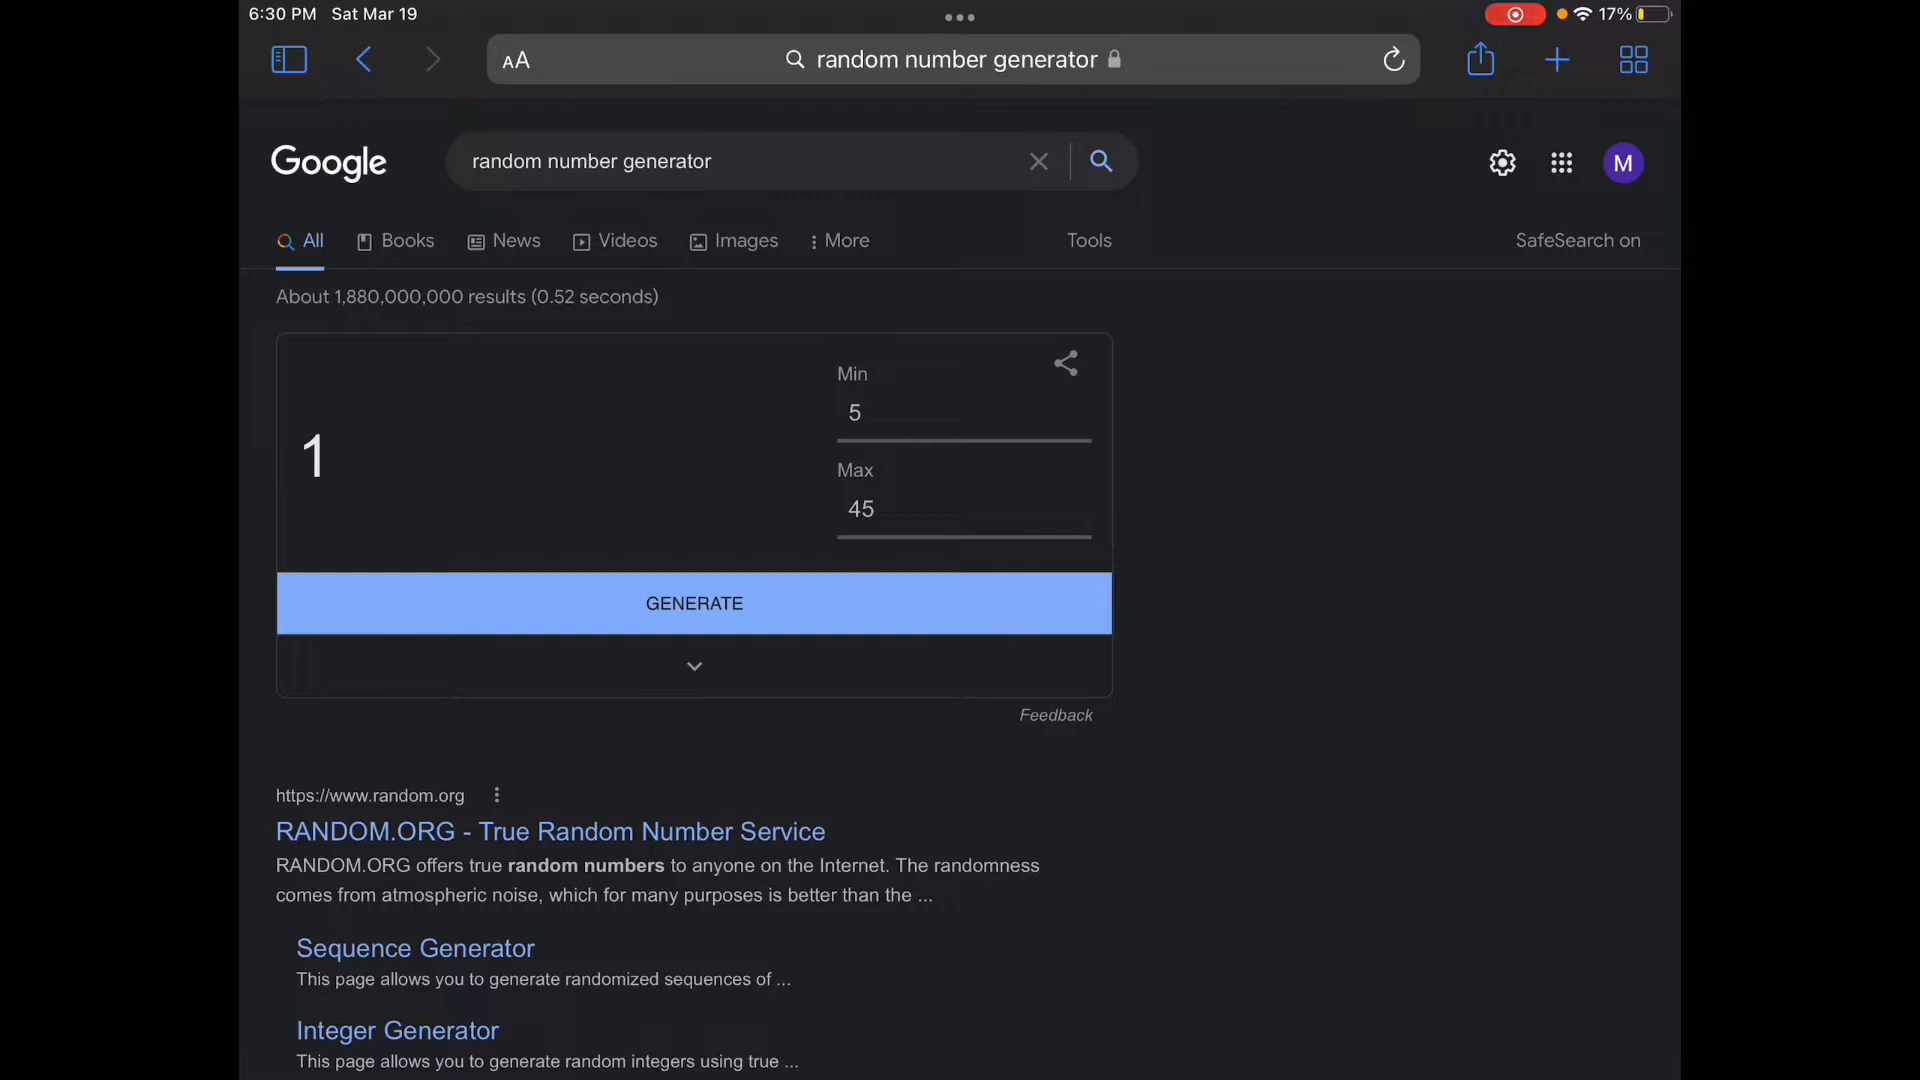 6:30 PM Sat Mar 19
17%
AA random number generator
Google
random number generator
M
All Books News Videos Images More Tools SafeSearch on
About 1,880,000,000 results (0.52 seconds)
Min
5
1
Max
45
GENERATE
Feedback
https://www.random.org
RANDOM.ORG - True Random Number Service
RANDOM.ORG offers true random numbers to anyone on the Internet. The randomness
comes from atmospheric noise, which for many purposes is better than the ...
Sequence Generator
This page allows you to generate randomized sequences of ...
Integer Generator
This page allows you to generate random integers using true ...